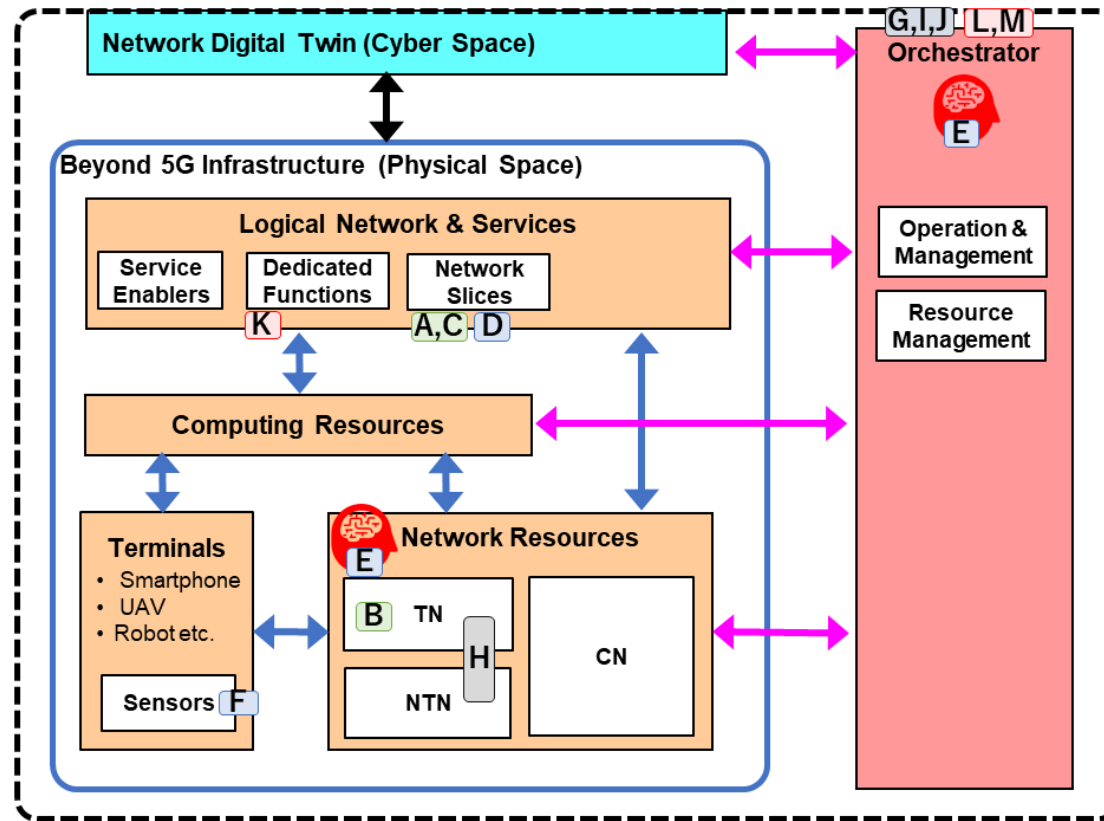 Network Digital Twin (Cyber Space)
G,I,J
L,M
Orchestrator
E
Operation &
Management
Resource
Management
Beyond 5G Infrastructure (Physical Space)
Logical Network & Services
Service
Enablers
Dedicated
Functions
Network
Slices
K
A,C
D
Computing Resources
Terminals
• Smartphone
• UAV
• Robot etc.
Sensors
F
Network Resources
E
B
TN
H
NTN
CN